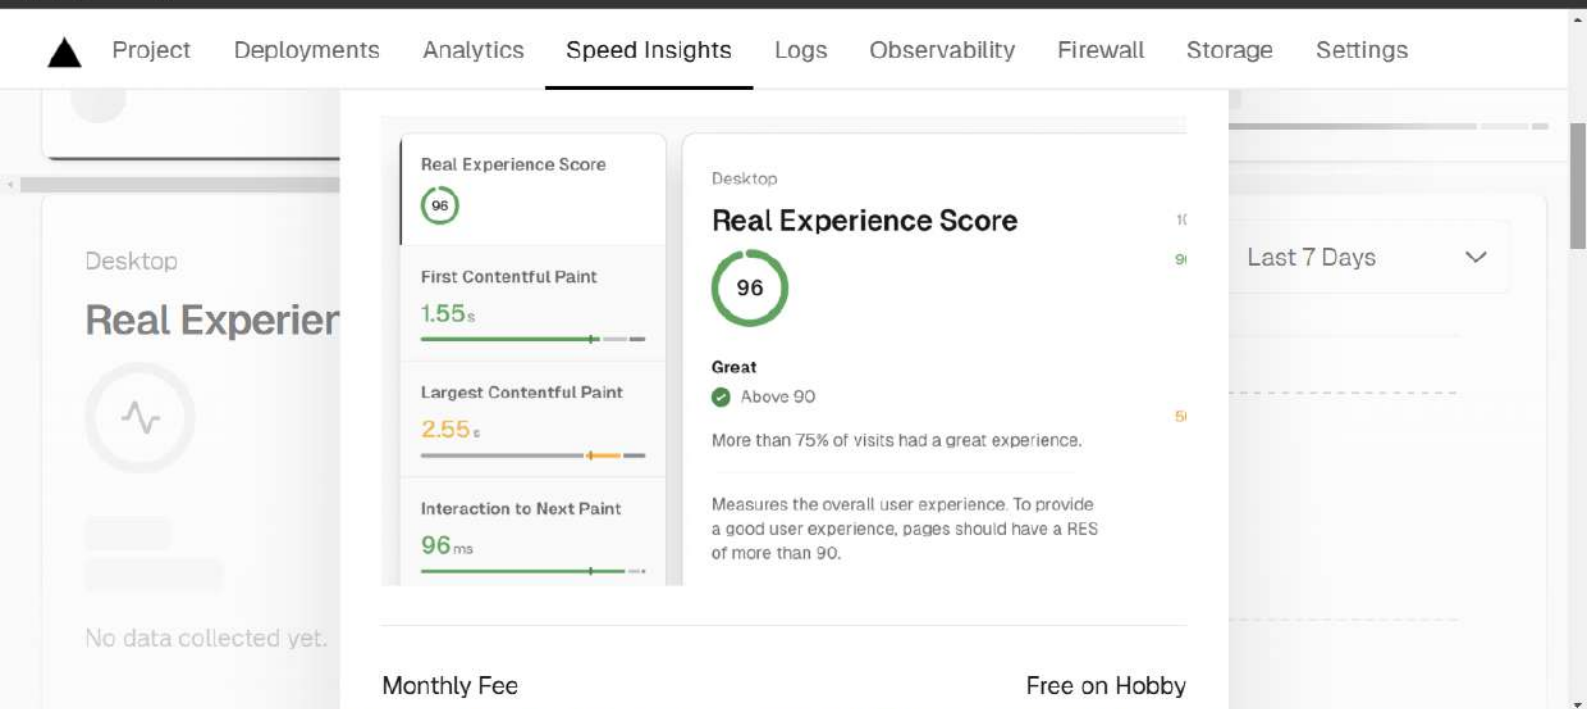 Project Deployments Analytics Speed Insights Logs Observability Firewall Storage Settings
Real Experience Score
96
First Contentful Paint
1.55s
Largest Contentful Paint
2.55s
Interaction to Next Paint
96ms
Desktop
Real Experience Score
96
Great
Above 90
More than 75% of visits had a great experience.
Measures the overall user experience. To provide
a good user experience, pages should have a RES
of more than 90.
Desktop
Real Experier
No data collected yet.
Last 7 Days
Monthly Fee
Free on Hobby